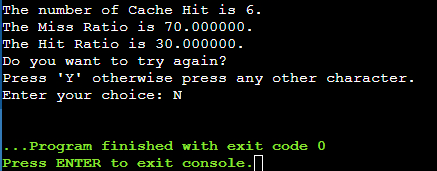 The number of Cache Hit is 6.
The Miss Ratio is 70.000000.
The Hit Ratio is 30.000000.
Do you want to try again?
Press 'Y' otherwise press any other character.
Enter your choice: N
...Program finished with exit code 0
Press ENTER to exit console.